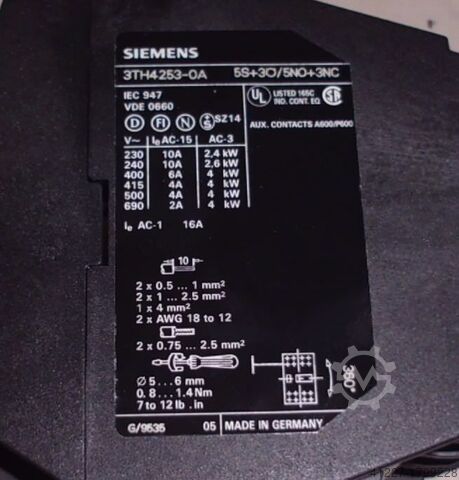 SIEMENS
3TH4253-0A 5S+3Ö/5NO+3NC
IEC 947
VDE 0660
D FI N S SZ14
UL LISTED 165C IND. CONT. EQ SA
AUX. CONTACTS A600/P600
V~ Ie AC-15 AC-3
230 10A 2,4 kW
240 10A 2,6 kW
400 6A 4 kW
415 4A 4 kW
500 4A 4 kW
690 2A 4 kW
Ie AC-1 16A
10
2 x 0.5 ... 1 mm²
2 x 1 ... 2.5 mm²
1 x 4 mm²
2 x AWG 18 to 12
2 x 0.75 ... 2.5 mm²
Ø 5 ... 6 mm
0.8 ... 1.4 Nm
7 to 12 lb.in
360°
G/9535 05 MADE IN GERMANY